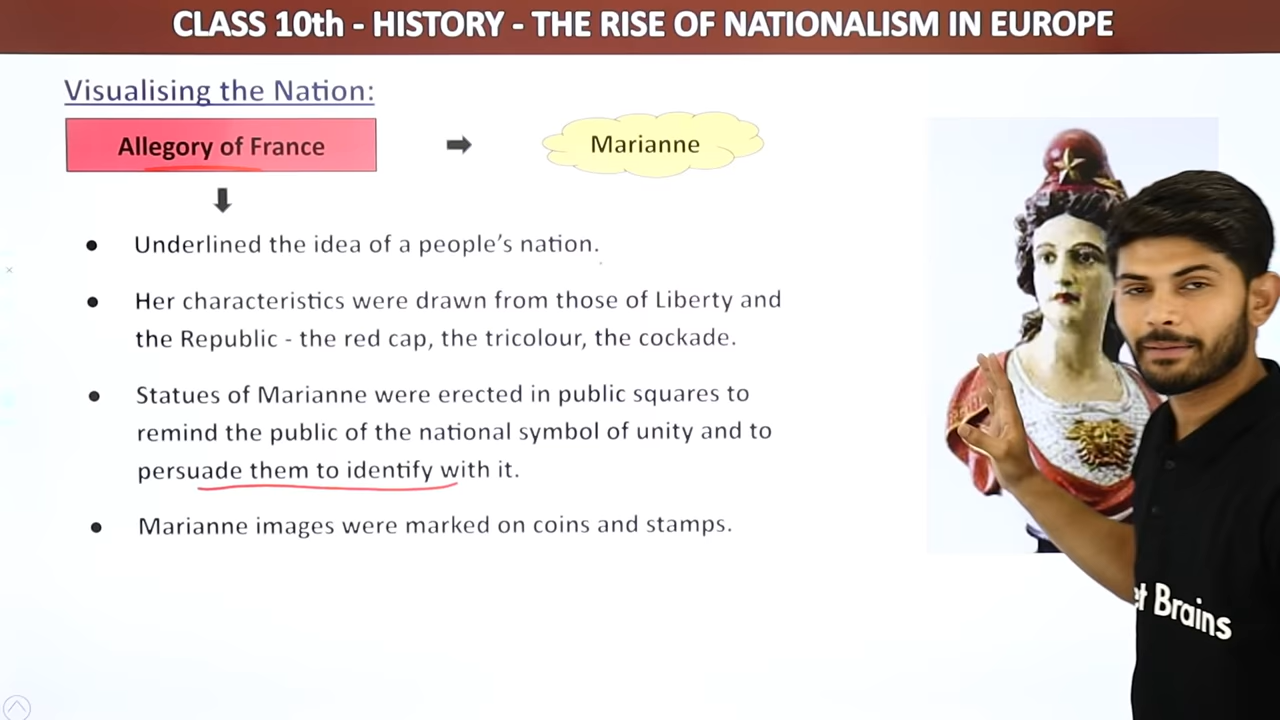 CLASS 10th - HISTORY - THE RISE OF NATIONALISM IN EUROPE
Visualising the Nation:
Allegory of France
Marianne
Underlined the idea of a people's nation.
Her characteristics were drawn from those of Liberty and
the Republic - the red cap, the tricolour, the cockade.
Statues of Marianne were erected in public squares to
remind the public of the national symbol of unity and to
persuade them to identify with it.
Marianne images were marked on coins and stamps.
Brains